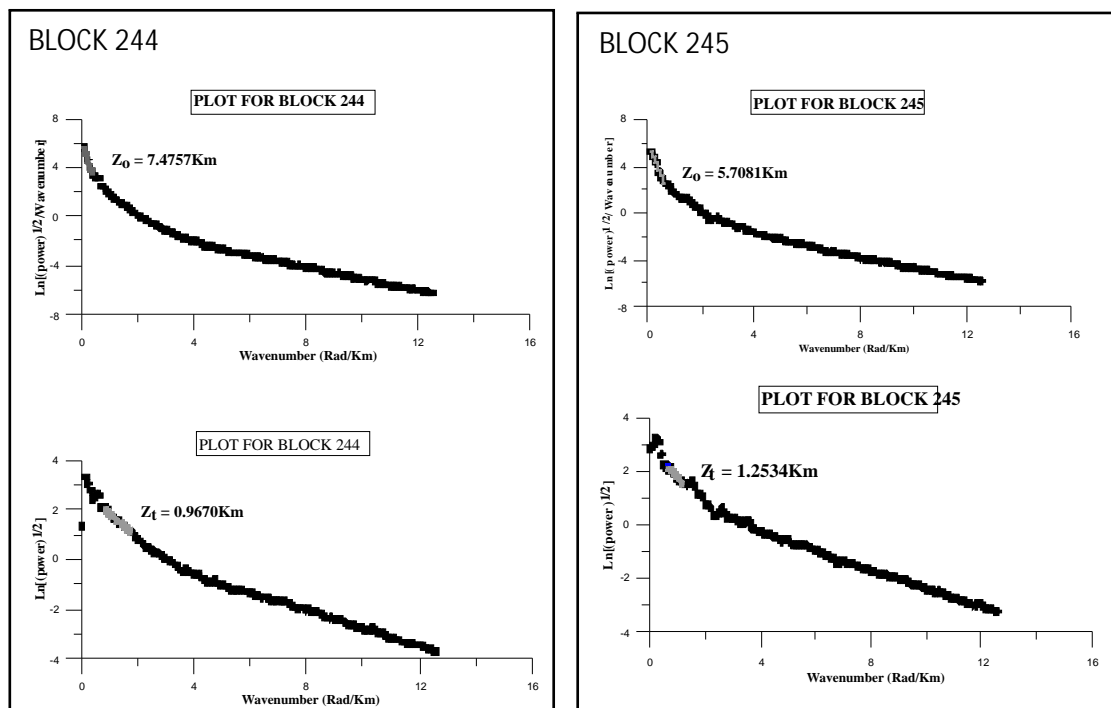 BLOCK 244
PLOT FOR BLOCK 244
8
4
0
-4
-8
Ln[(power)1/2/Wavenumber]
Zo = 7.4757Km
0 4 8 12 16
Wavenumber (Rad/Km)
PLOT FOR BLOCK 244
4
2
0
-2
-4
Ln[(power)1/2]
Zt = 0.9670Km
0 4 8 12 16
Wavenumber (Rad/Km)
BLOCK 245
PLOT FOR BLOCK 245
8
4
0
-4
-8
Ln[(power)1/2/Wavenumber]
Zo = 5.7081Km
0 4 8 12 16
Wavenumber (Rad/Km)
PLOT FOR BLOCK 245
4
2
0
-2
-4
Ln[(power)1/2]
Zt = 1.2534Km
0 4 8 12 16
Wavenumber (Rad/Km)